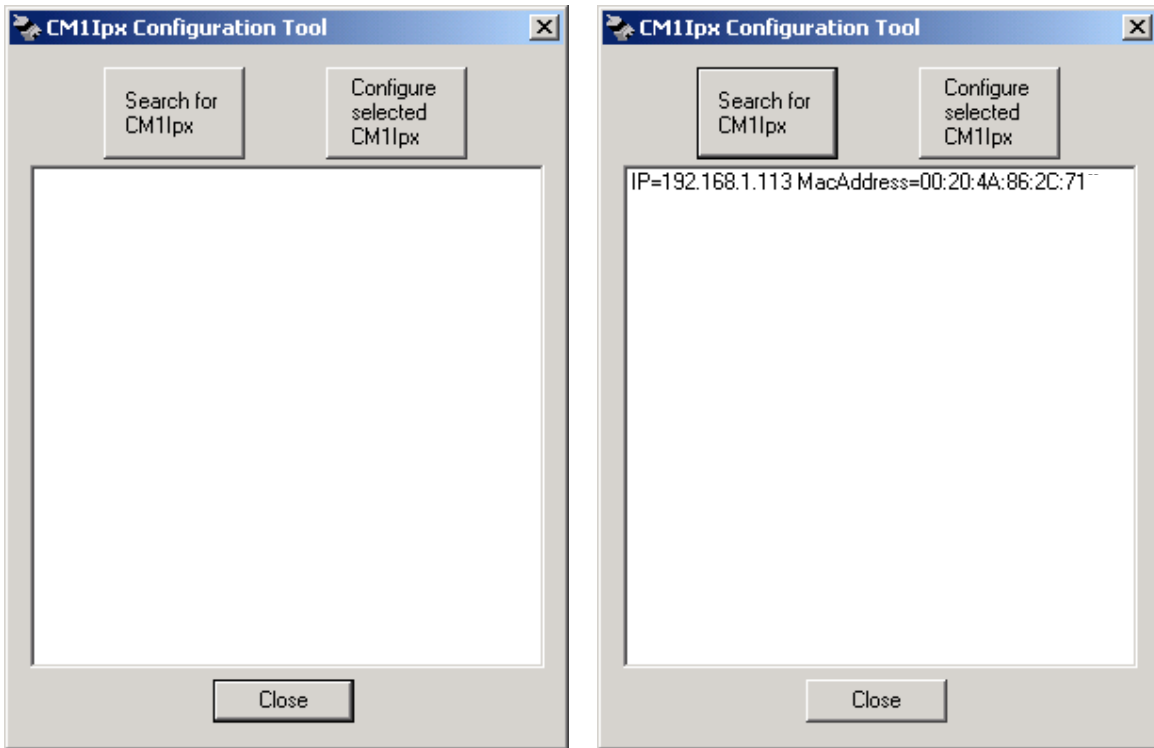 CM1Ipx Configuration Tool
Search for
CM1Ipx
Configure
selected
CM1Ipx
Close
CM1Ipx Configuration Tool
Search for
CM1Ipx
Configure
selected
CM1Ipx
IP=192.168.1.113 MacAddress=00:20:4A:86:2C:71
Close